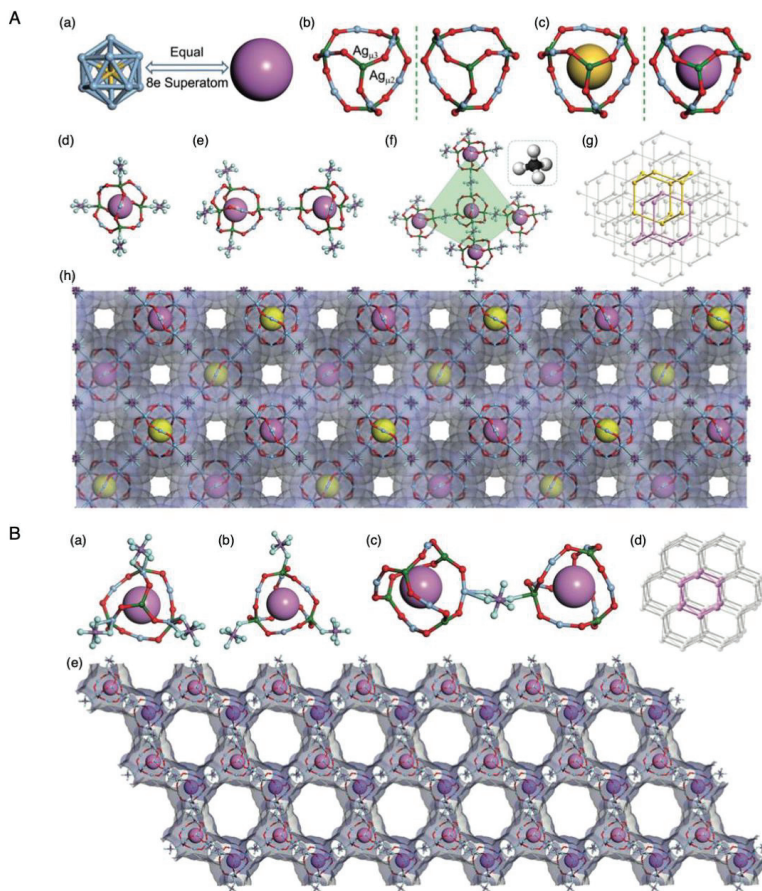 A
(a)
Equal
8e Superatom
(b)
Agμ3
Agμ2
(c)
(d)
(e)
(f)
(g)
(h)
B
(a)
(b)
(c)
(d)
(e)